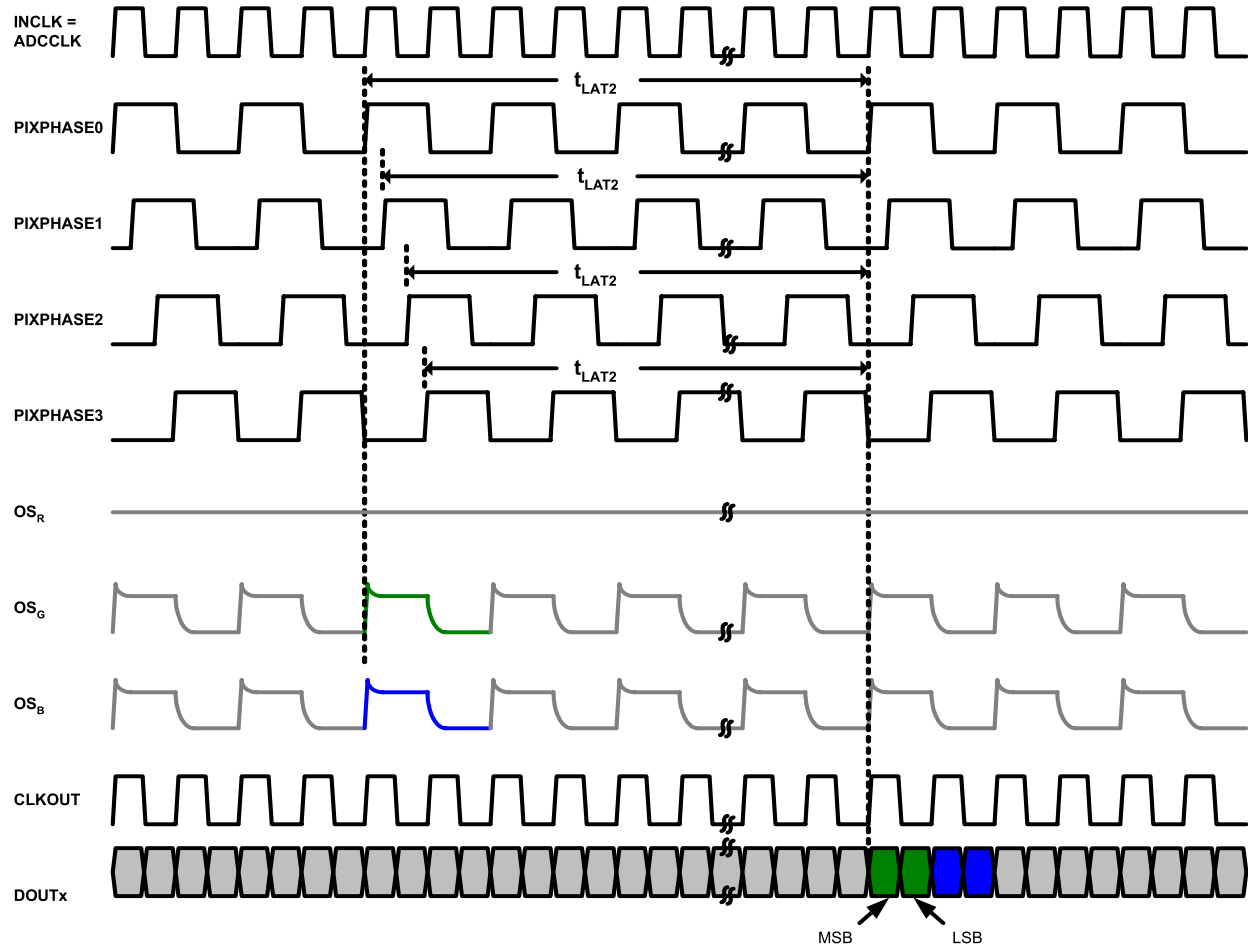 INCLK =
ADCCLK
tLAT2
PIXPHASE0
tLAT2
PIXPHASE1
tLAT2
PIXPHASE2
tLAT2
PIXPHASE3
OSR
OSG
OSB
CLKOUT
DOUTx
MSB LSB